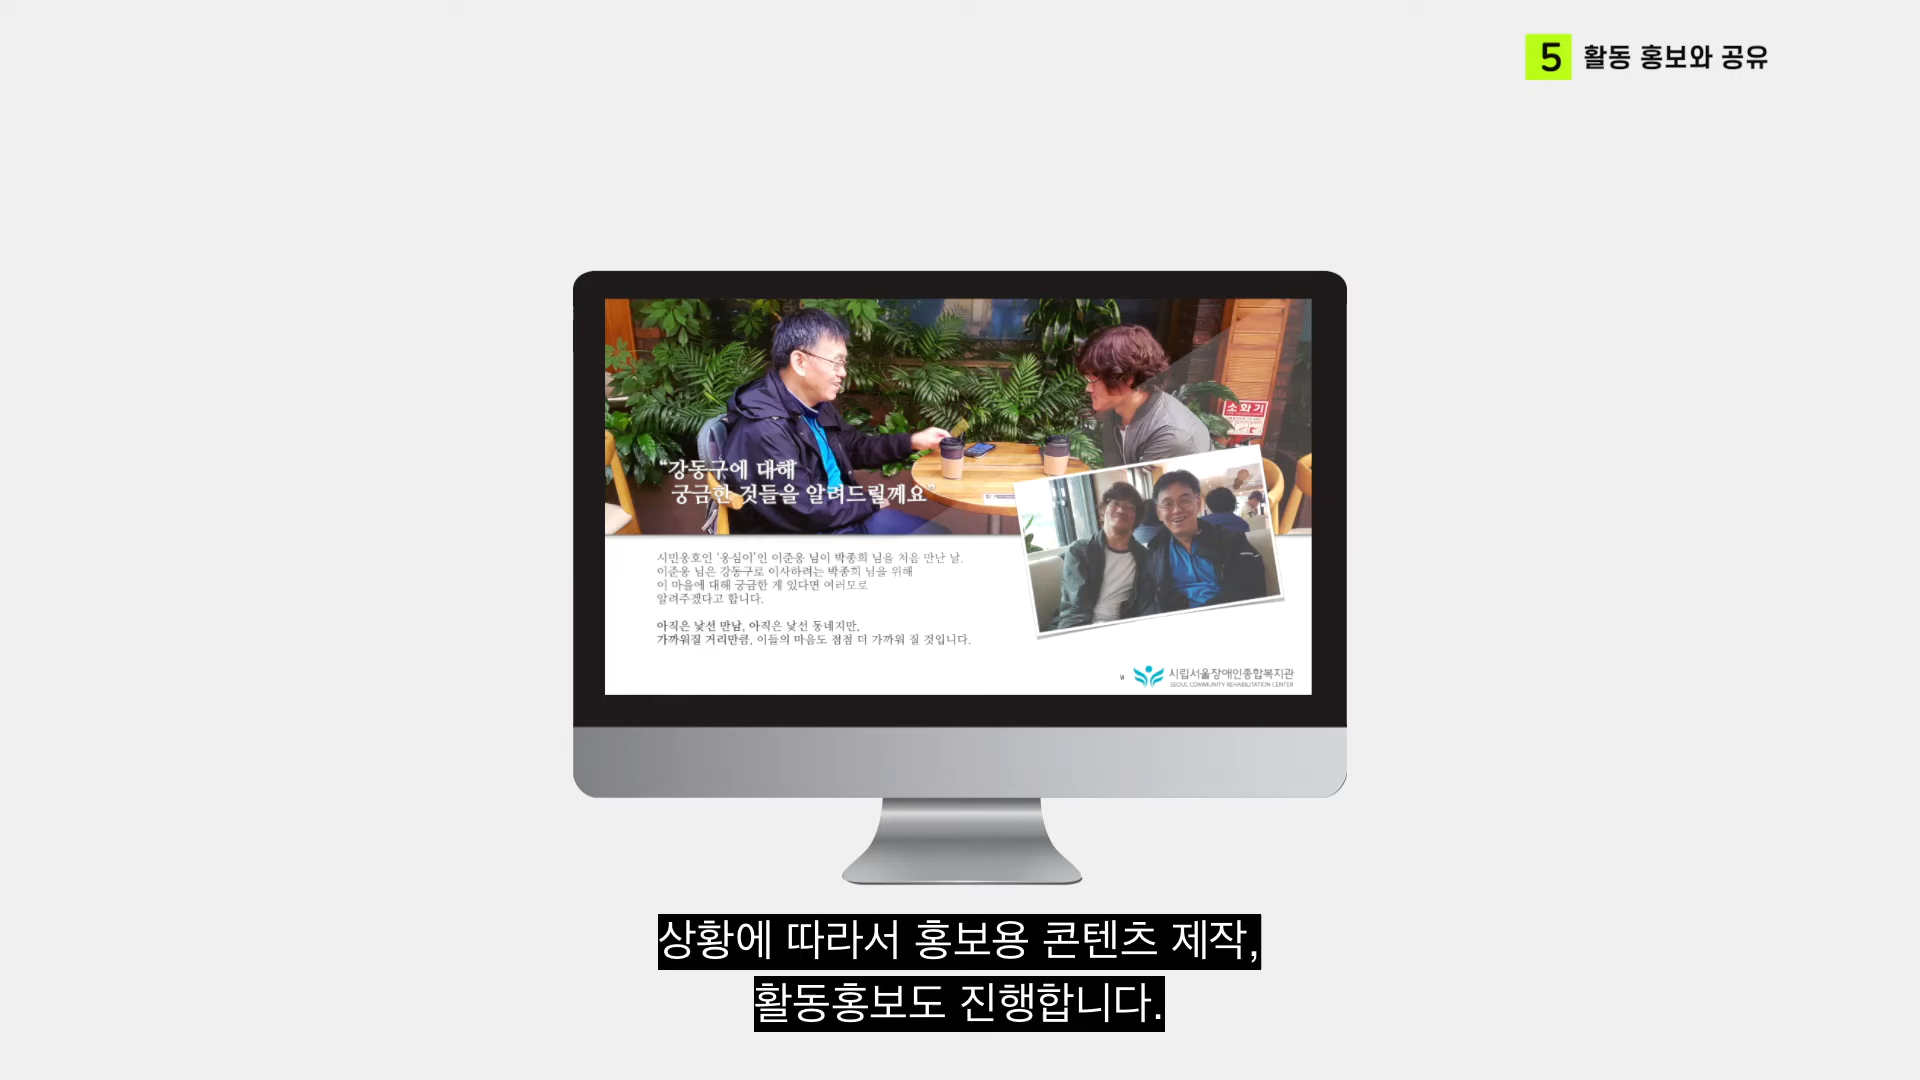 5 활동 홍보와 공유
소화기
“강동구에 대해
궁금한 것들을 알려드릴께요”
시민옹호인 ‘옹심이’인 이준웅 님이 박종희 님을 처음 만난 날.
이준웅 님은 강동구로 이사하려는 박종희 님을 위해
이 마을에 대해 궁금한 게 있다면 여러모로
알려주겠다고 합니다.
아직은 낯선 만남, 아직은 낯선 동네지만,
가까워질 거리만큼, 이들의 마음도 점점 더 가까워 질 것입니다.
시립서울장애인종합복지관
SEOUL COMMUNITY REHABILITATION CENTER
상황에 따라서 홍보용 콘텐츠 제작,
활동홍보도 진행합니다.